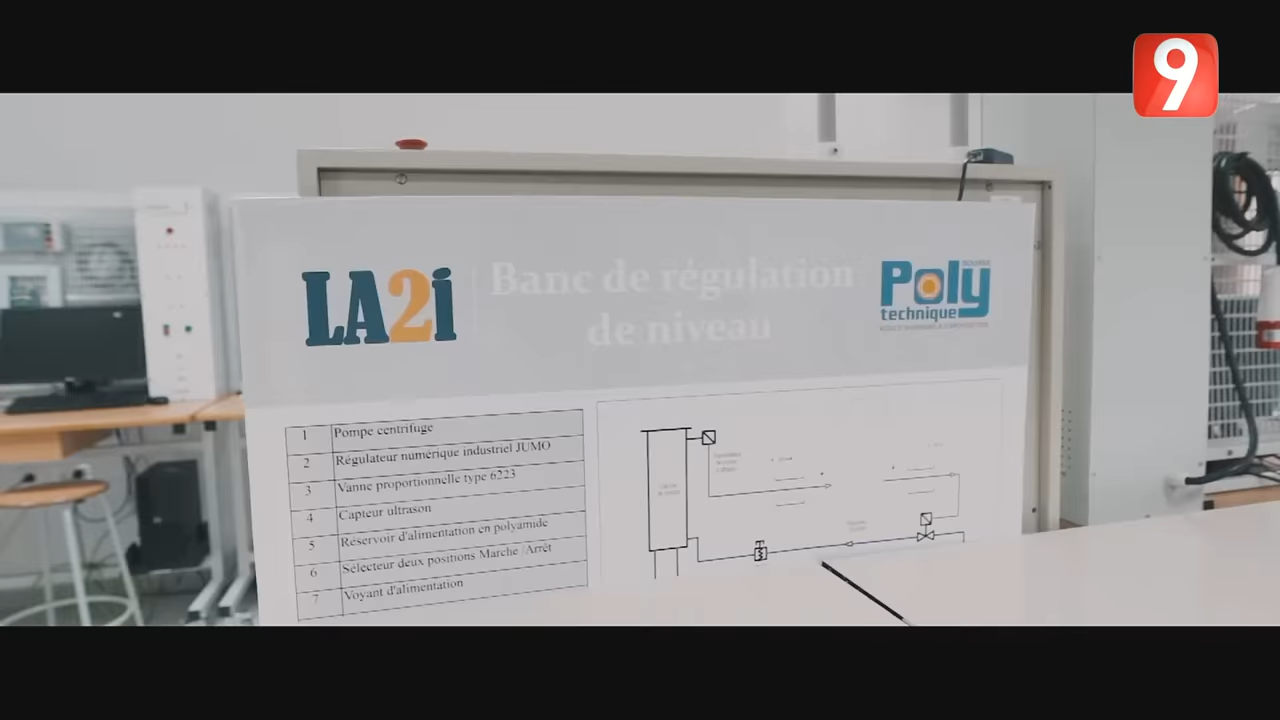 9
LA2i
Banc de régulation
de niveau
Poly
technique
1 Pompe centrifuge
2 Régulateur numérique industriel JUMO
3 Vanne proportionnelle type 6223
4 Capteur ultrason
5 Réservoir d'alimentation en polyamide
6 Sélecteur deux positions Marche /Arrêt
7 Voyant d'alimentation